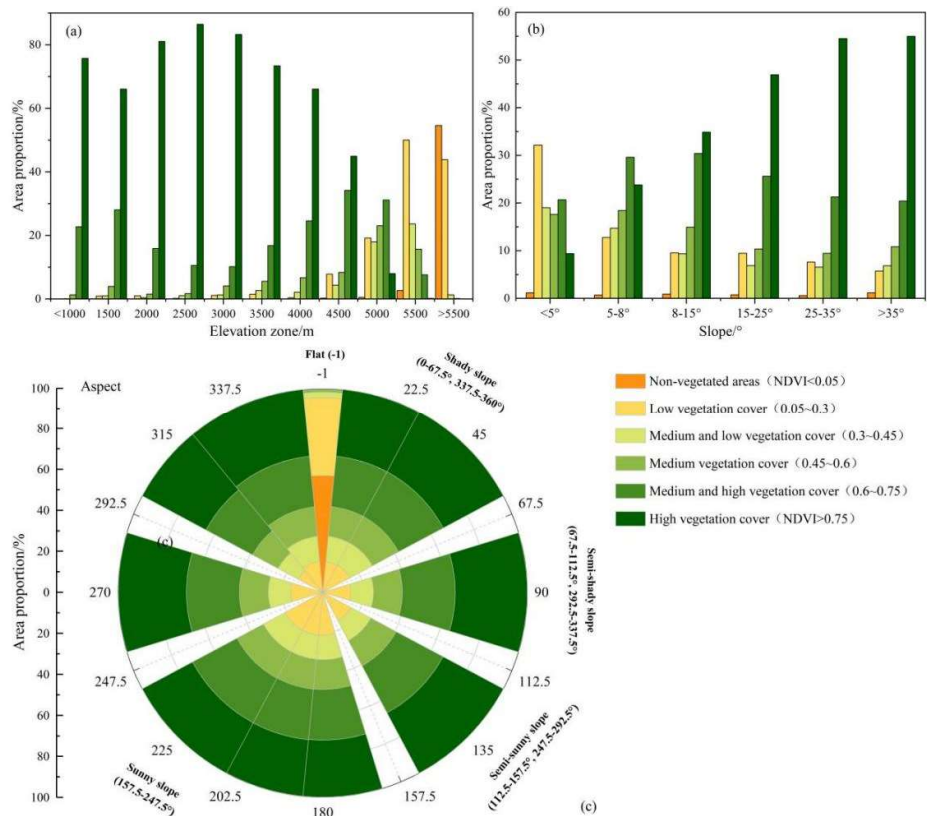 (a)
Area proportion/%
80
60
40
20
0
<1000
1500
2000
2500
3000
3500
4000
4500
5000
5500
>5500
Elevation zone/m
(b)
Area proportion/%
60
50
40
30
20
10
0
<5°
5-8°
8-15°
15-25°
25-35°
>35°
Slope/°
Flat (-1)
-1
Shady slope
(0-67.5°, 337.5-360°)
Aspect
337.5
22.5
315
45
292.5
67.5
(c)
270
90
Semi-shady slope
(67.5-112.5°, 292.5-337.5°)
247.5
112.5
225
135
Semi-sunny slope
(112.5-157.5°, 247.5-292.5°)
Sunny slope
(157.5-247.5°)
202.5
180
157.5
(c)
Area proportion/%
100
80
60
40
20
0
20
40
60
80
100
Non-vegetated areas（NDVI<0.05）
Low vegetation cover（0.05~0.3）
Medium and low vegetation cover（0.3~0.45）
Medium vegetation cover（0.45~0.6）
Medium and high vegetation cover（0.6~0.75）
High vegetation cover（NDVI>0.75）